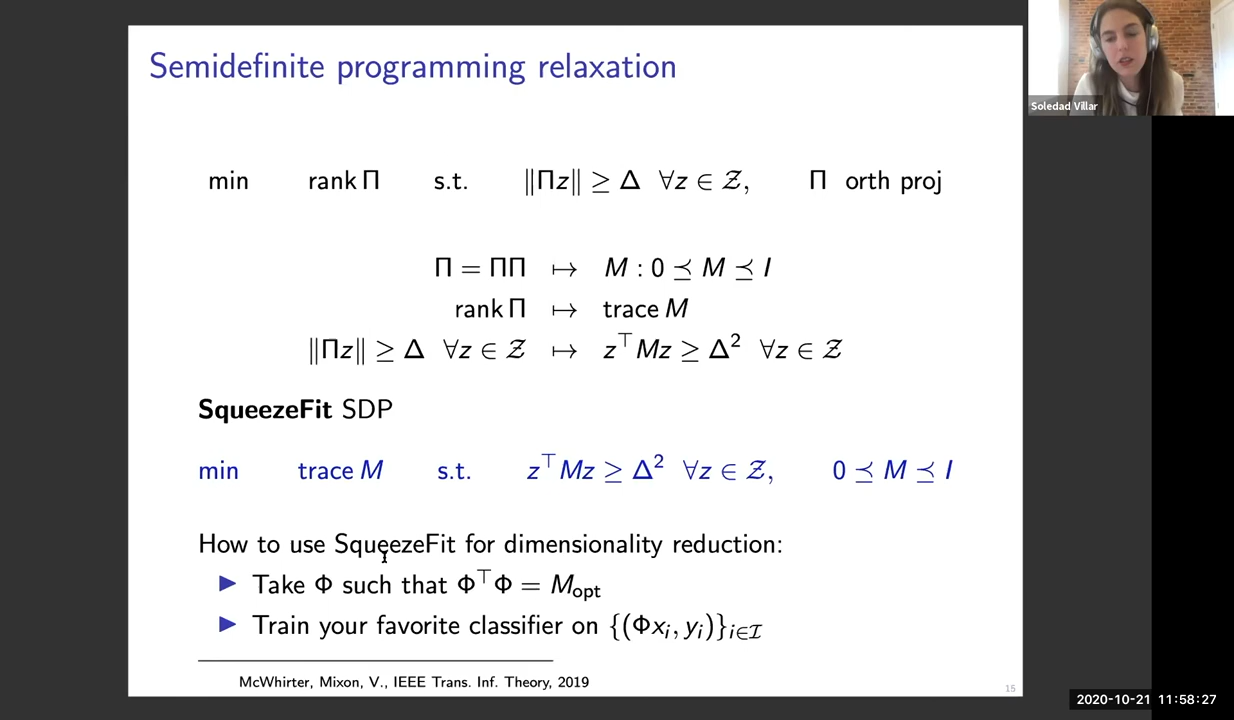 Semidefinite programming relaxation
Soledad Villar
min rank Π s.t. ‖Πz‖ ≥ Δ ∀z ∈ 𝒵, Π orth proj
Π = ΠΠ ↦ M : 0 ⪯ M ⪯ I
rank Π ↦ trace M
‖Πz‖ ≥ Δ ∀z ∈ 𝒵 ↦ z⊤Mz ≥ Δ² ∀z ∈ 𝒵
SqueezeFit SDP
min trace M s.t. z⊤Mz ≥ Δ² ∀z ∈ 𝒵, 0 ⪯ M ⪯ I
How to use SqueezeFit for dimensionality reduction:
▶ Take Φ such that Φ⊤Φ = M_opt
▶ Train your favorite classifier on {(Φx_i, y_i)}_{i∈ℐ}
McWhirter, Mixon, V., IEEE Trans. Inf. Theory, 2019
15
2020-10-21 11:58:27